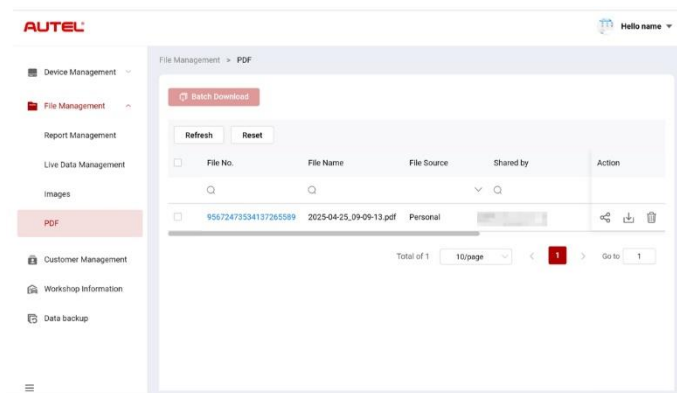 AUTEL
Hello name
Device Management
File Management
Report Management
Live Data Management
Images
PDF
Customer Management
Workshop Information
Data backup
File Management > PDF
Batch Download
Refresh Reset
File No. File Name File Source Shared by Action
95672473534137265589 2025-04-25_09-09-13.pdf Personal
Total of 1 10/page < 1 > Go to 1